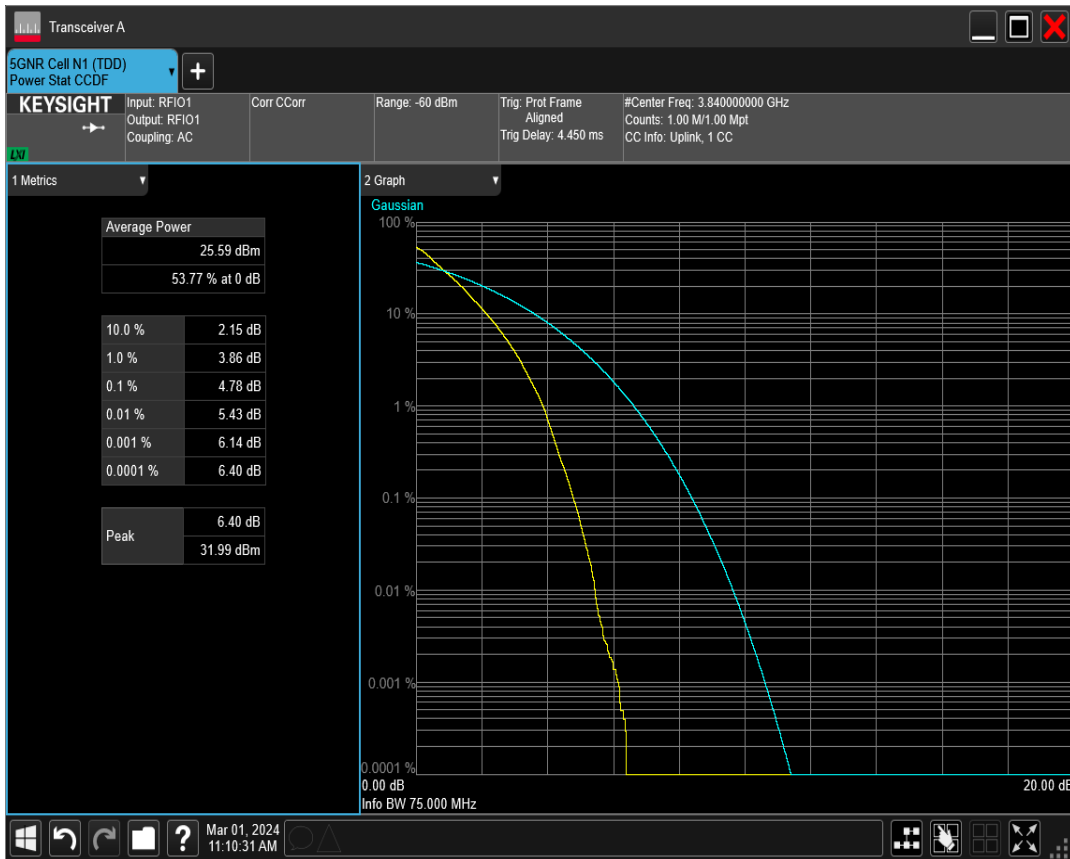 Transceiver A
5GNR Cell N1 (TDD)
Power Stat CCDF
KEYSIGHT
LXI
Input: RFIO1
Output: RFIO1
Coupling: AC
Corr CCorr
Range: -60 dBm
Trig: Prot Frame
Aligned
Trig Delay: 4.450 ms
#Center Freq: 3.840000000 GHz
Counts: 1.00 M/1.00 Mpt
CC Info: Uplink, 1 CC
1 Metrics
Average Power
25.59 dBm
53.77 % at 0 dB
10.0 % 2.15 dB
1.0 % 3.86 dB
0.1 % 4.78 dB
0.01 % 5.43 dB
0.001 % 6.14 dB
0.0001 % 6.40 dB
Peak
6.40 dB
31.99 dBm
2 Graph
Gaussian
100 %
10 %
1 %
0.1 %
0.01 %
0.001 %
0.0001 %
0.00 dB 20.00 dB
Info BW 75.000 MHz
?
Mar 01, 2024
11:10:31 AM